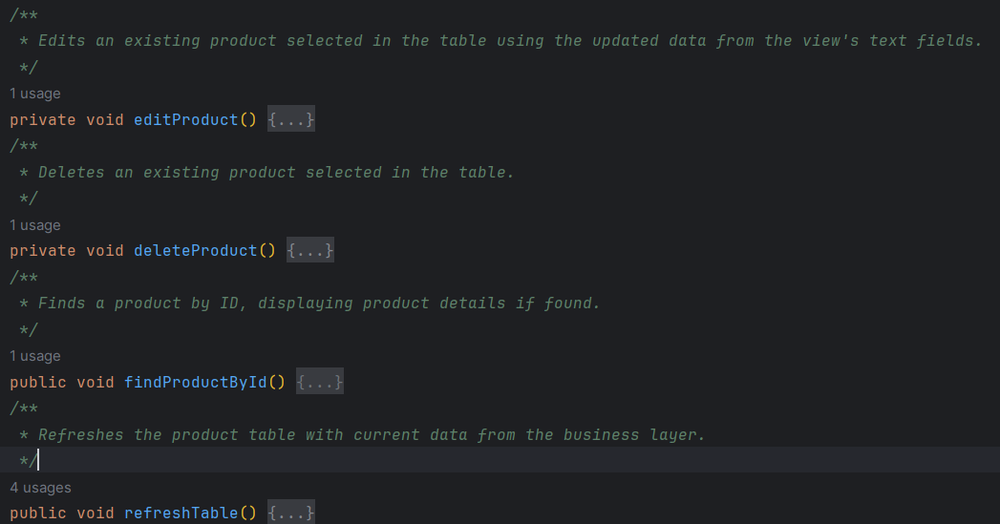 /**
 * Edits an existing product selected in the table using the updated data from the view's text fields.
 */
1 usage
private void editProduct() {...}
/**
 * Deletes an existing product selected in the table.
 */
1 usage
private void deleteProduct() {...}
/**
 * Finds a product by ID, displaying product details if found.
 */
1 usage
public void findProductById() {...}
/**
 * Refreshes the product table with current data from the business layer.
 */
4 usages
public void refreshTable() {...}